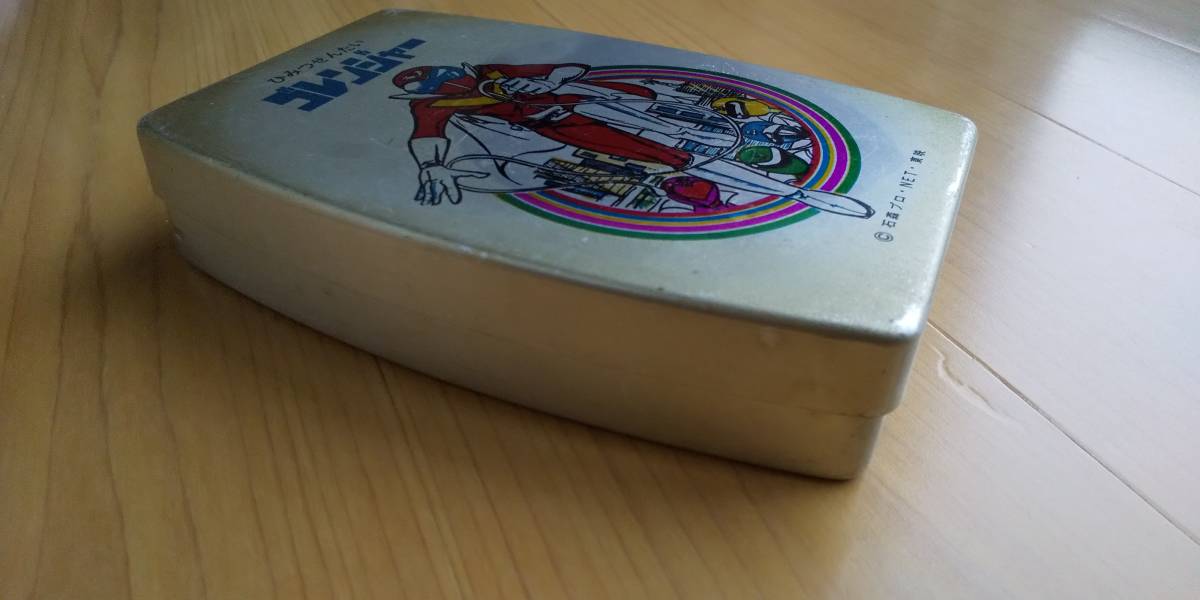 ひみつせんたい
ゴレンジャー
© 石森プロ・NET・東映